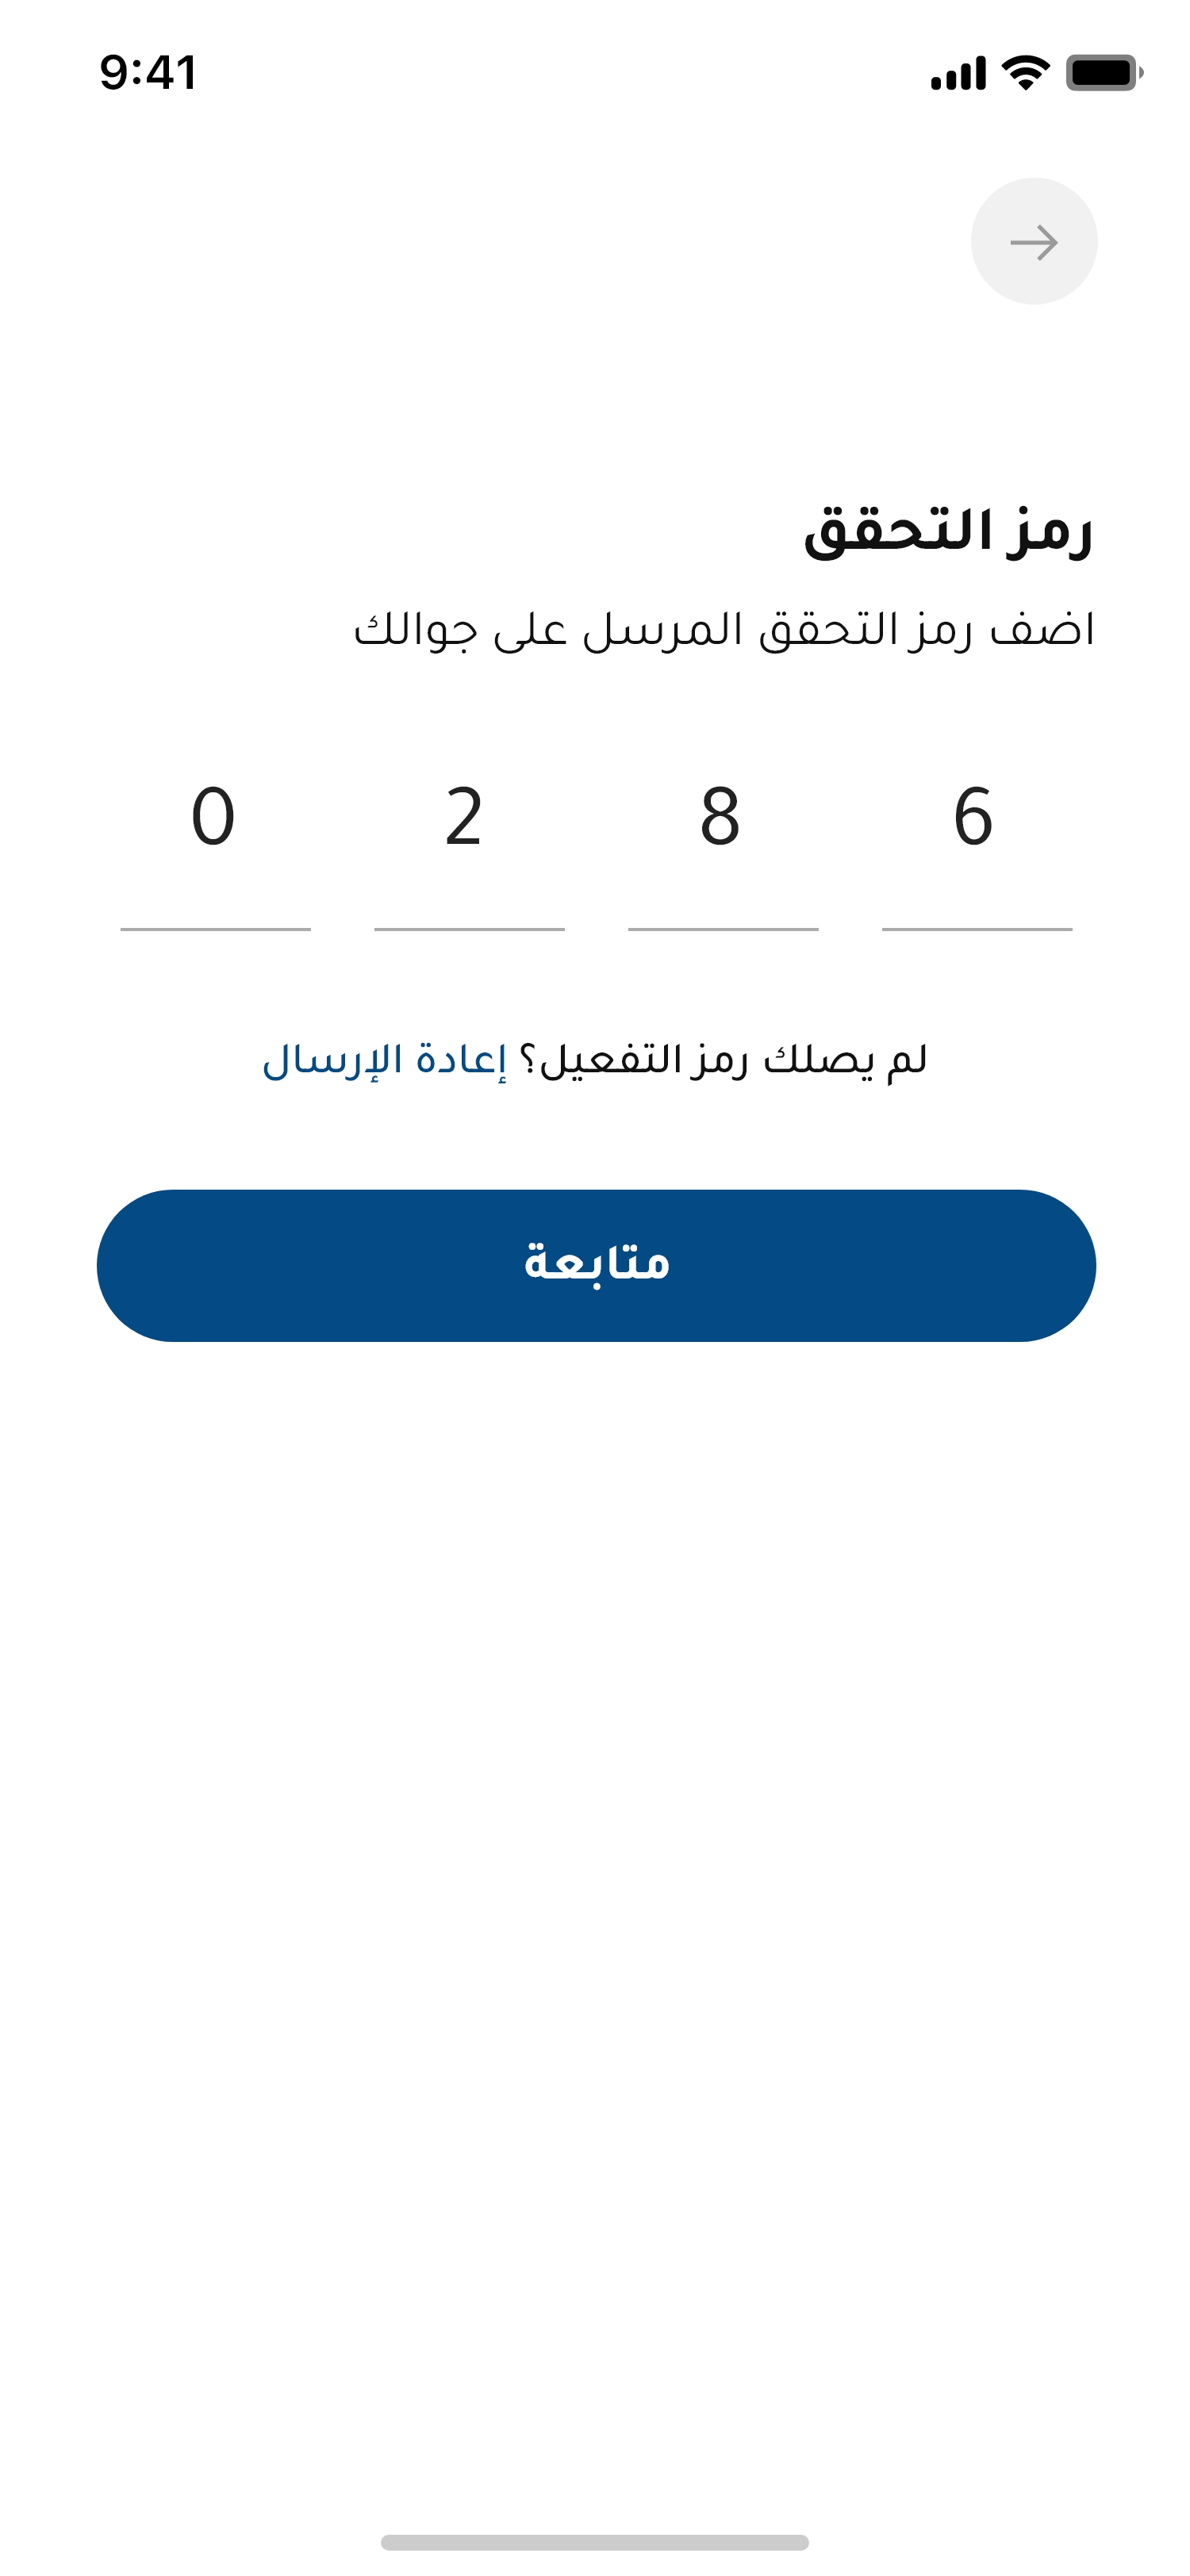 9:41
رمز التحقق
اضف رمز التحقق المرسل على جوالك
0 2 8 6
لم يصلك رمز التفعيل؟ إعادة الإرسال
متابعة